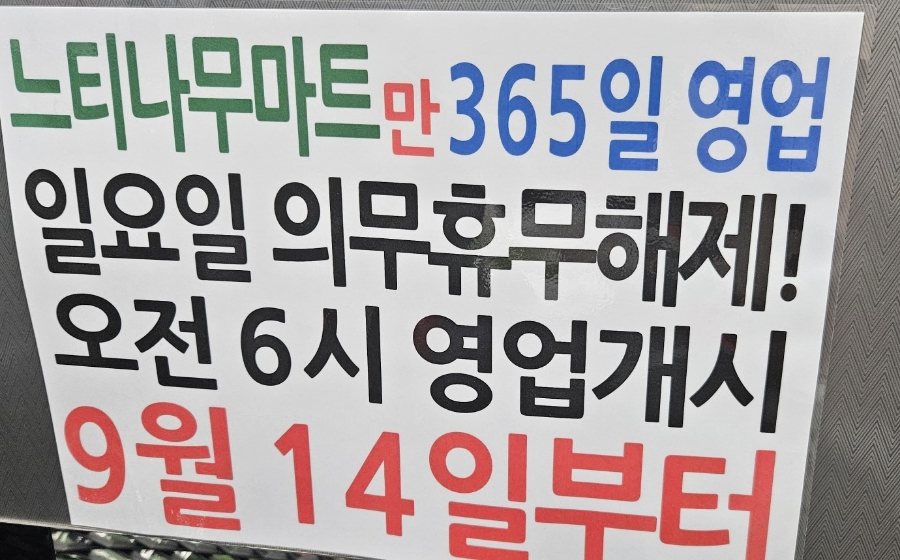 느티나무마트만 365일 영업
일요일 의무휴무해제!
오전 6시 영업개시
9월 14일부터